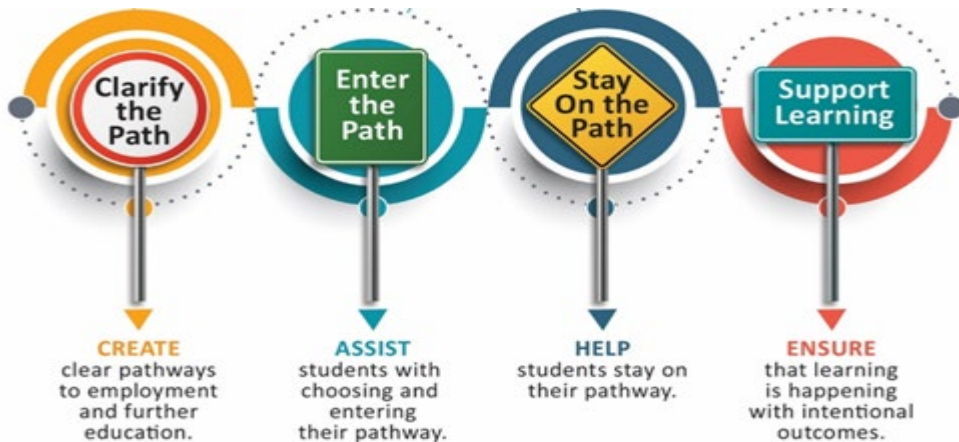 Clarify
the
Path
Enter
the
Path
Stay
On the
Path
Support
Learning
CREATE
clear pathways
to employment
and further
education.
ASSIST
students with
choosing and
entering
their pathway.
HELP
students stay on
their pathway.
ENSURE
that learning
is happening
with intentional
outcomes.